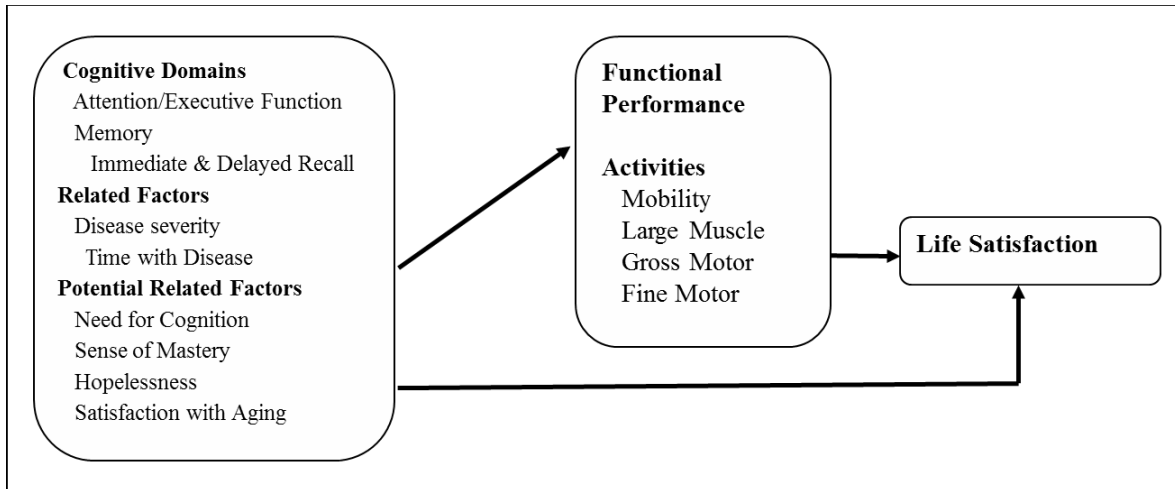 Cognitive Domains
Attention/Executive Function
Memory
Immediate & Delayed Recall
Related Factors
Disease severity
Time with Disease
Potential Related Factors
Need for Cognition
Sense of Mastery
Hopelessness
Satisfaction with Aging
Functional
Performance
Activities
Mobility
Large Muscle
Gross Motor
Fine Motor
Life Satisfaction